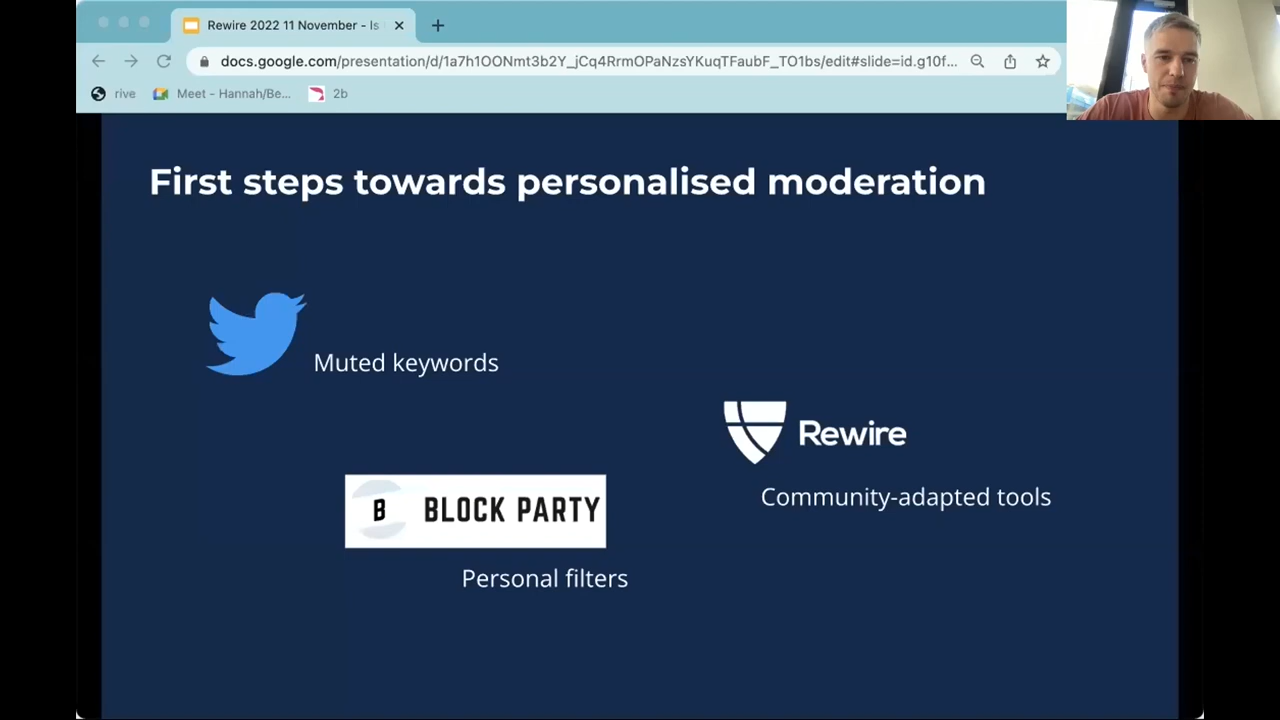 Rewire 2022 11 November - Is
docs.google.com/presentation/d/1a7h1OONmt3b2Y_jCq4RrmOPaNzsYKuqTFaubF_TO1bs/edit#slide=id.g10f...
rive
Meet - Hannah/Be...
2b
First steps towards personalised moderation
Muted keywords
Rewire
Community-adapted tools
B BLOCK PARTY
Personal filters